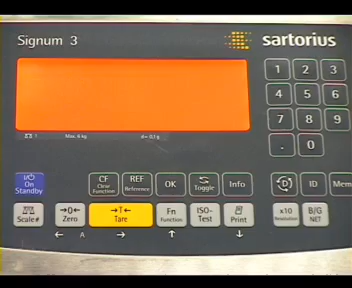 Signum 3
sartorius
1 2 3
4 5 6
7 8 9
. 0
Max. 6 kg d= 0,1 g
I/⏻ On Standby
CF Clear Function
REF Reference
OK
Toggle
Info
D
ID
Mem
Scale#
→0← Zero
→T← Tare
Fn Function
ISO- Test
Print
x10 Resolution
B/G NET
← A → ↑ ↓